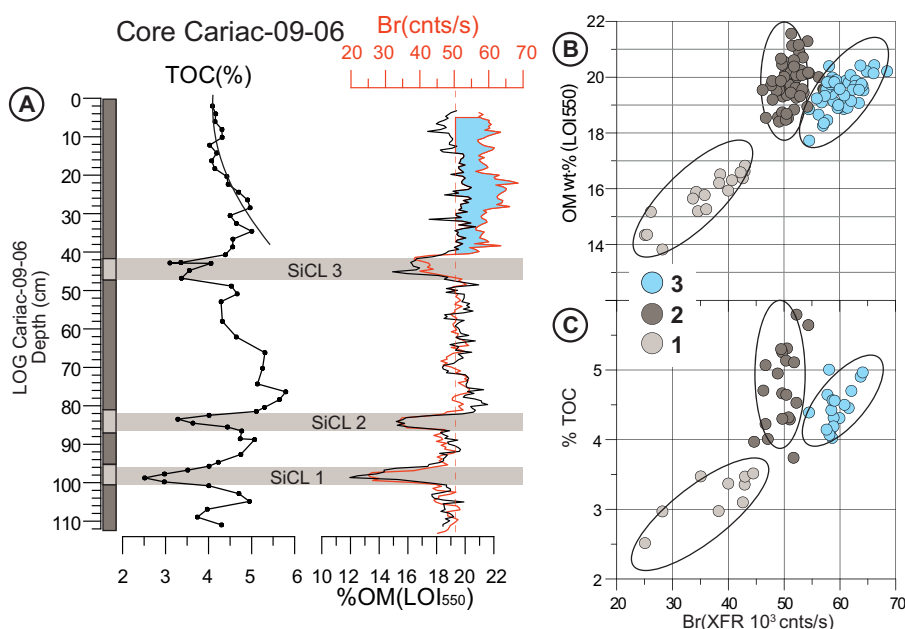 Core Cariac-09-06
Br(cnts/s)
20 30 40 50 60 70
TOC(%)
A
LOG Cariac-09-06
Depth (cm)
0
10
20
30
40
50
60
70
80
90
100
110
SiCL 3
SiCL 2
SiCL 1
2 3 4 5 6
10 12 14 16 18 20 22
%OM(LOI550)
B
OM wt-% (LOI550)
22
20
18
16
14
3
2
1
C
% TOC
5
4
3
2
20 30 40 50 60 70
Br(XFR 10³ cnts/s)